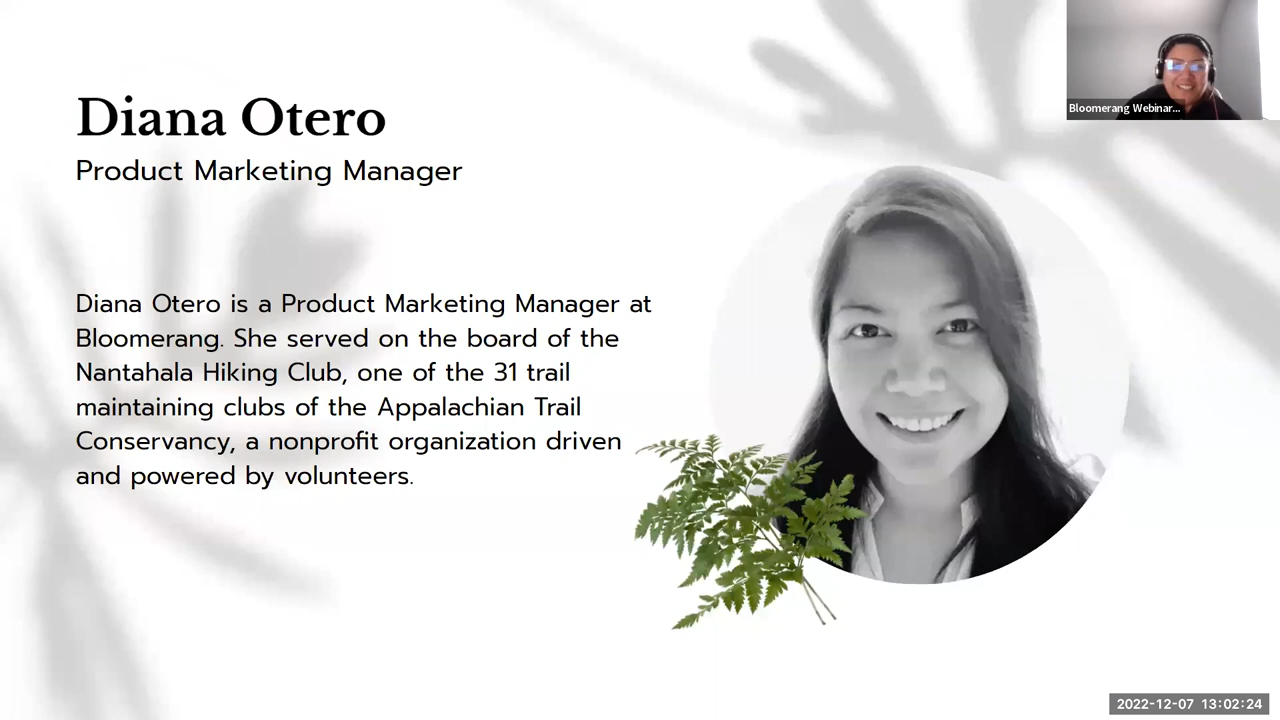 Diana Otero
Product Marketing Manager
Diana Otero is a Product Marketing Manager at
Bloomerang. She served on the board of the
Nantahala Hiking Club, one of the 31 trail
maintaining clubs of the Appalachian Trail
Conservancy, a nonprofit organization driven
and powered by volunteers.
Bloomerang Webinar...
2022-12-07 13:02:24